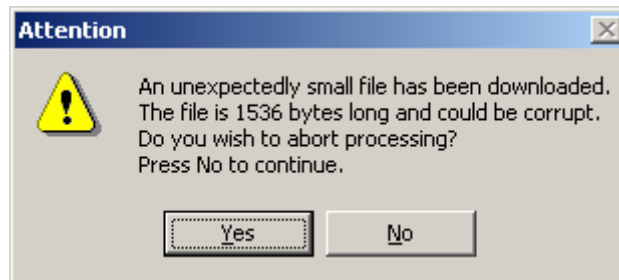 Attention
An unexpectedly small file has been downloaded.
The file is 1536 bytes long and could be corrupt.
Do you wish to abort processing?
Press No to continue.
Yes No